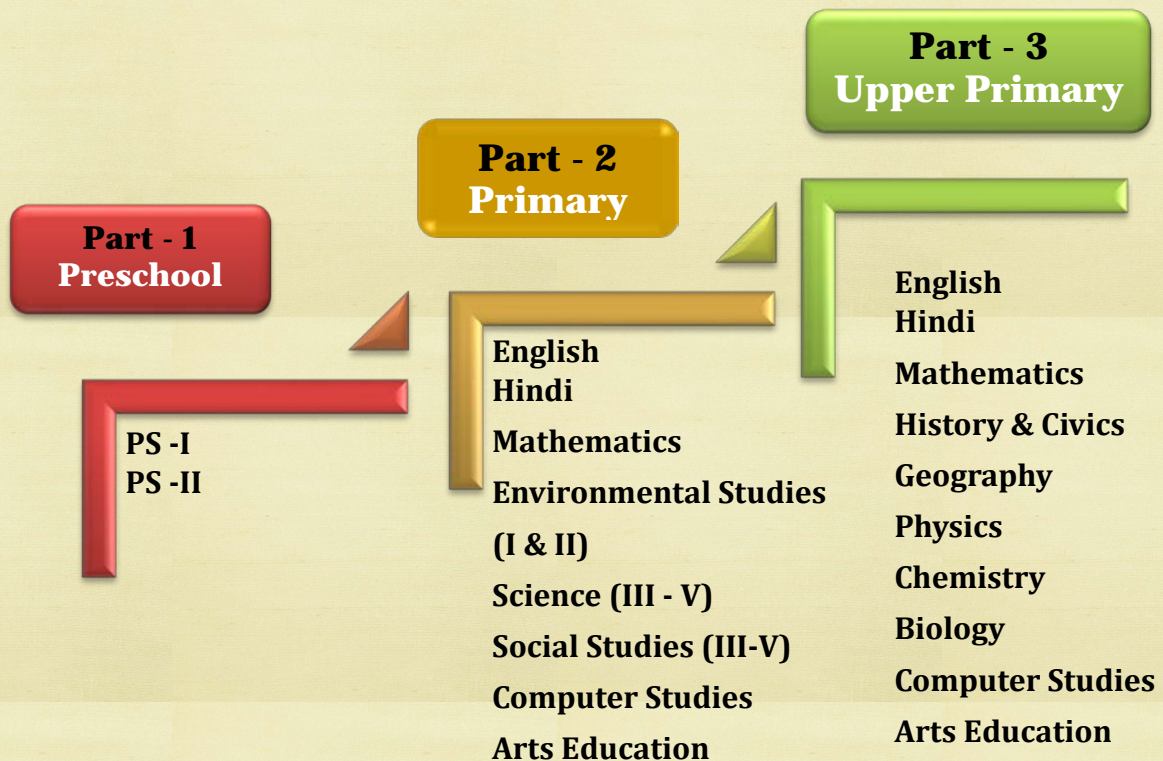 Part - 1
Preschool
PS -I
PS -II
Part - 2
Primary
English
Hindi
Mathematics
Environmental Studies
(I & II)
Science (III - V)
Social Studies (III-V)
Computer Studies
Arts Education
Part - 3
Upper Primary
English
Hindi
Mathematics
History & Civics
Geography
Physics
Chemistry
Biology
Computer Studies
Arts Education